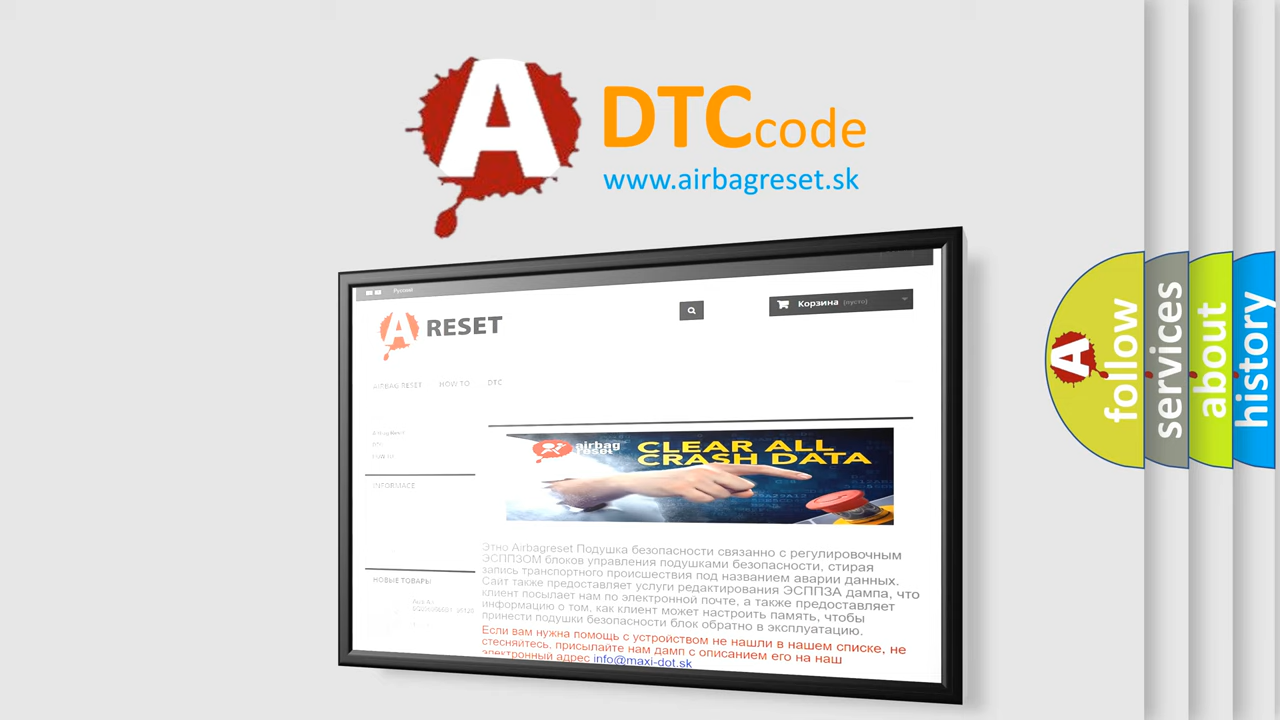 A
DTCcode
www.airbagreset.sk
Русский
A RESET
Корзина (пусто)
AIRBAG RESET HOW TO DTC
DTC
INFORMACE
airbag
reset
CLEAR ALL
CRASH DATA
Этно Airbagreset Подушка безопасности связанно с регулировочным
ЭСППЗОМ блоков управления подушками безопасности, стирая
запись транспортного происшествия под названием аварии данных.
Сайт также предоставляет услуги редактирования ЭСППЗА дампа, что
клиент посылает нам по электронной почте, а также предоставляет
информацию о том, как клиент может настроить память, чтобы
принести подушки безопасности блок обратно в эксплуатацию.
Если вам нужна помощь с устройством не нашли в нашем списке, не
стесняйтесь, присылайте нам дамп с описанием его на наш
электронный адрес info@maxi-dot.sk
НОВЫЕ ТОВАРЫ
A
follow
services
about
history